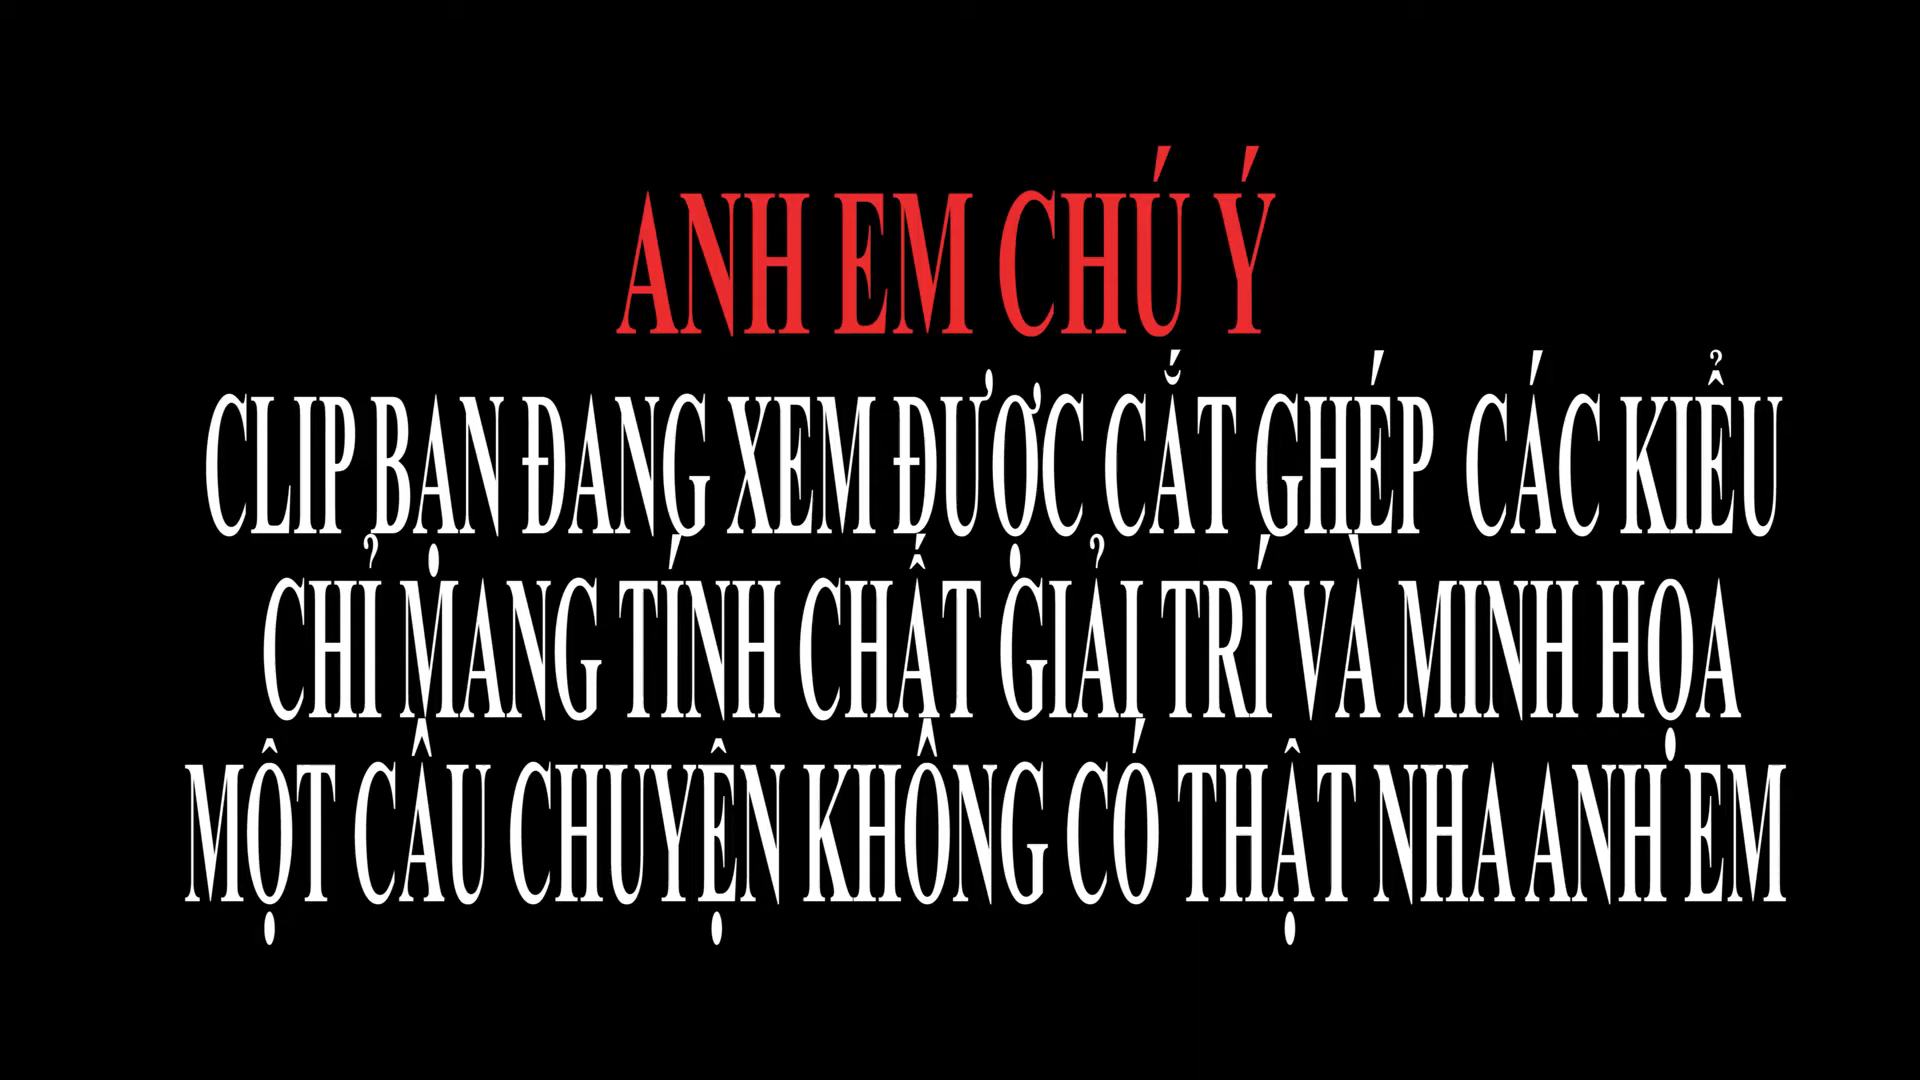 ANH EM CHÚ Ý
CLIP BẠN ĐANG XEM ĐƯỢC CẮT GHÉP CÁC KIỂU
CHỈ MANG TÍNH CHẤT GIẢI TRÍ VÀ MINH HỌA
MỘT CÂU CHUYỆN KHÔNG CÓ THẬT NHA ANH EM